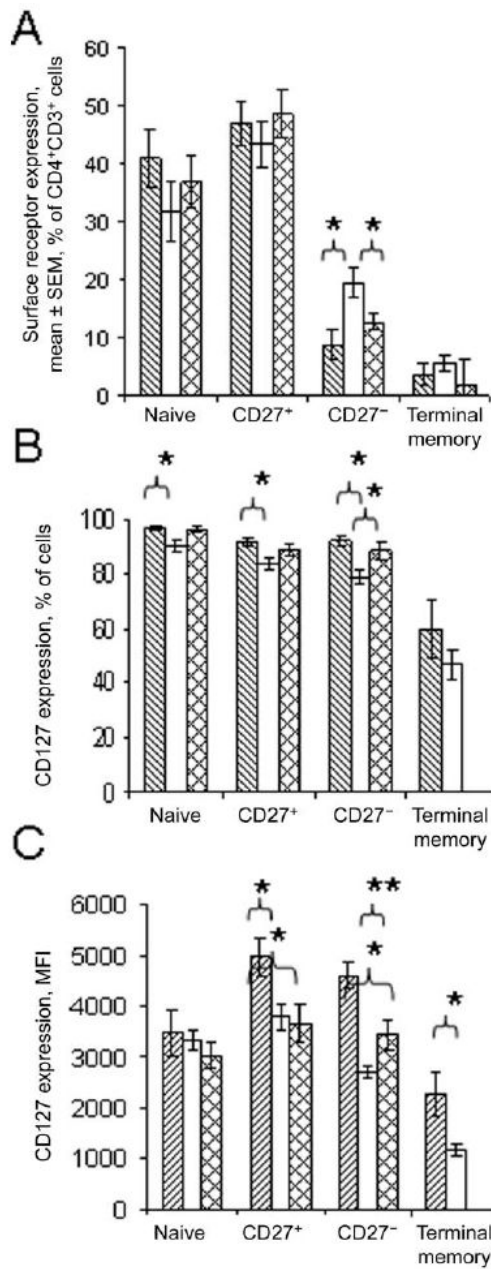 A
Surface receptor expression,
mean ± SEM, % of CD4⁺CD3⁺ cells
60
50
40
30
20
10
0
* *
Naive CD27⁺ CD27⁻ Terminal
memory
B
CD127 expression, % of cells
100
80
60
40
20
0
* * * *
Naive CD27⁺ CD27⁻ Terminal
memory
C
CD127 expression, MFI
6000
5000
4000
3000
2000
1000
0
* * ** * *
Naive CD27⁺ CD27⁻ Terminal
memory